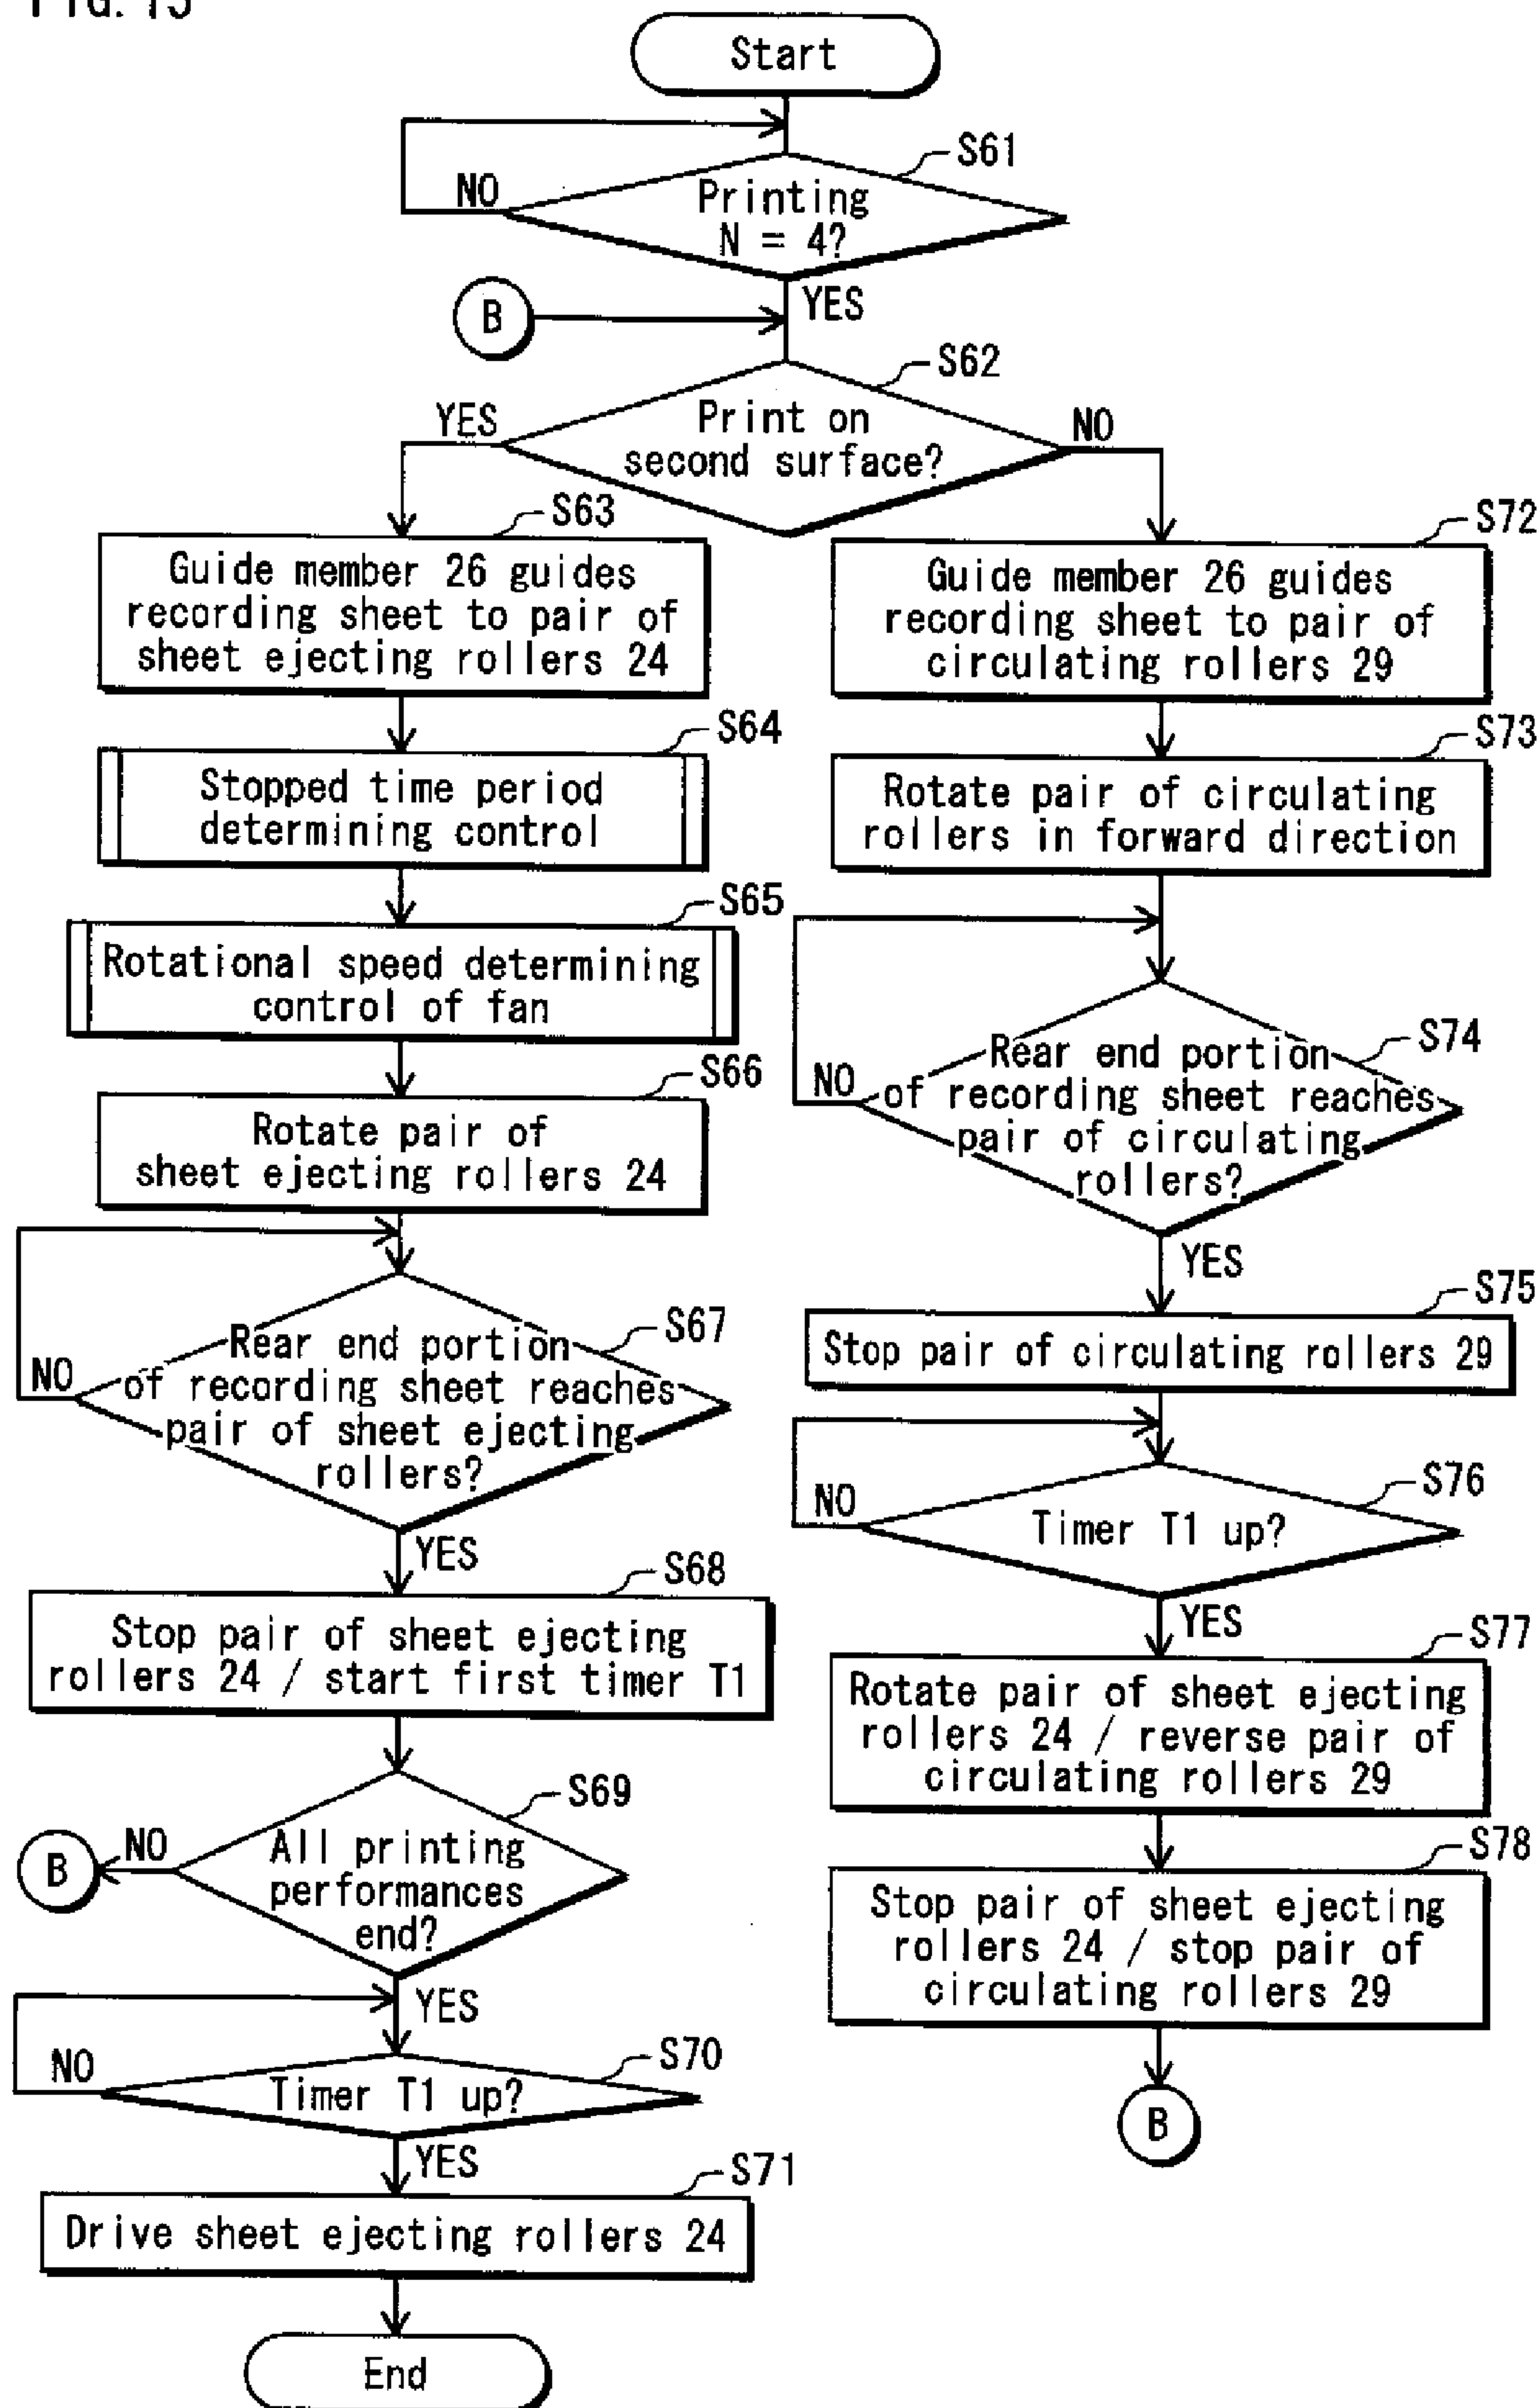 FIG. 15
Start
S61
NO
Printing
N = 4?
YES
B
S62
YES
Print on
second surface?
NO
S63
Guide member 26 guides
recording sheet to pair of
sheet ejecting rollers 24
S64
Stopped time period
determining control
S65
Rotational speed determining
control of fan
S66
Rotate pair of
sheet ejecting rollers 24
S67
NO
Rear end portion
of recording sheet reaches
pair of sheet ejecting
rollers?
YES
S68
Stop pair of sheet ejecting
rollers 24 / start first timer T1
S69
B
NO
All printing
performances
end?
YES
S70
NO
Timer T1 up?
YES
S71
Drive sheet ejecting rollers 24
End
S72
Guide member 26 guides
recording sheet to pair of
circulating rollers 29
S73
Rotate pair of circulating
rollers in forward direction
S74
NO
Rear end portion
of recording sheet reaches
pair of circulating
rollers?
YES
S75
Stop pair of circulating rollers 29
S76
NO
Timer T1 up?
YES
S77
Rotate pair of sheet ejecting
rollers 24 / reverse pair of
circulating rollers 29
S78
Stop pair of sheet ejecting
rollers 24 / stop pair of
circulating rollers 29
B